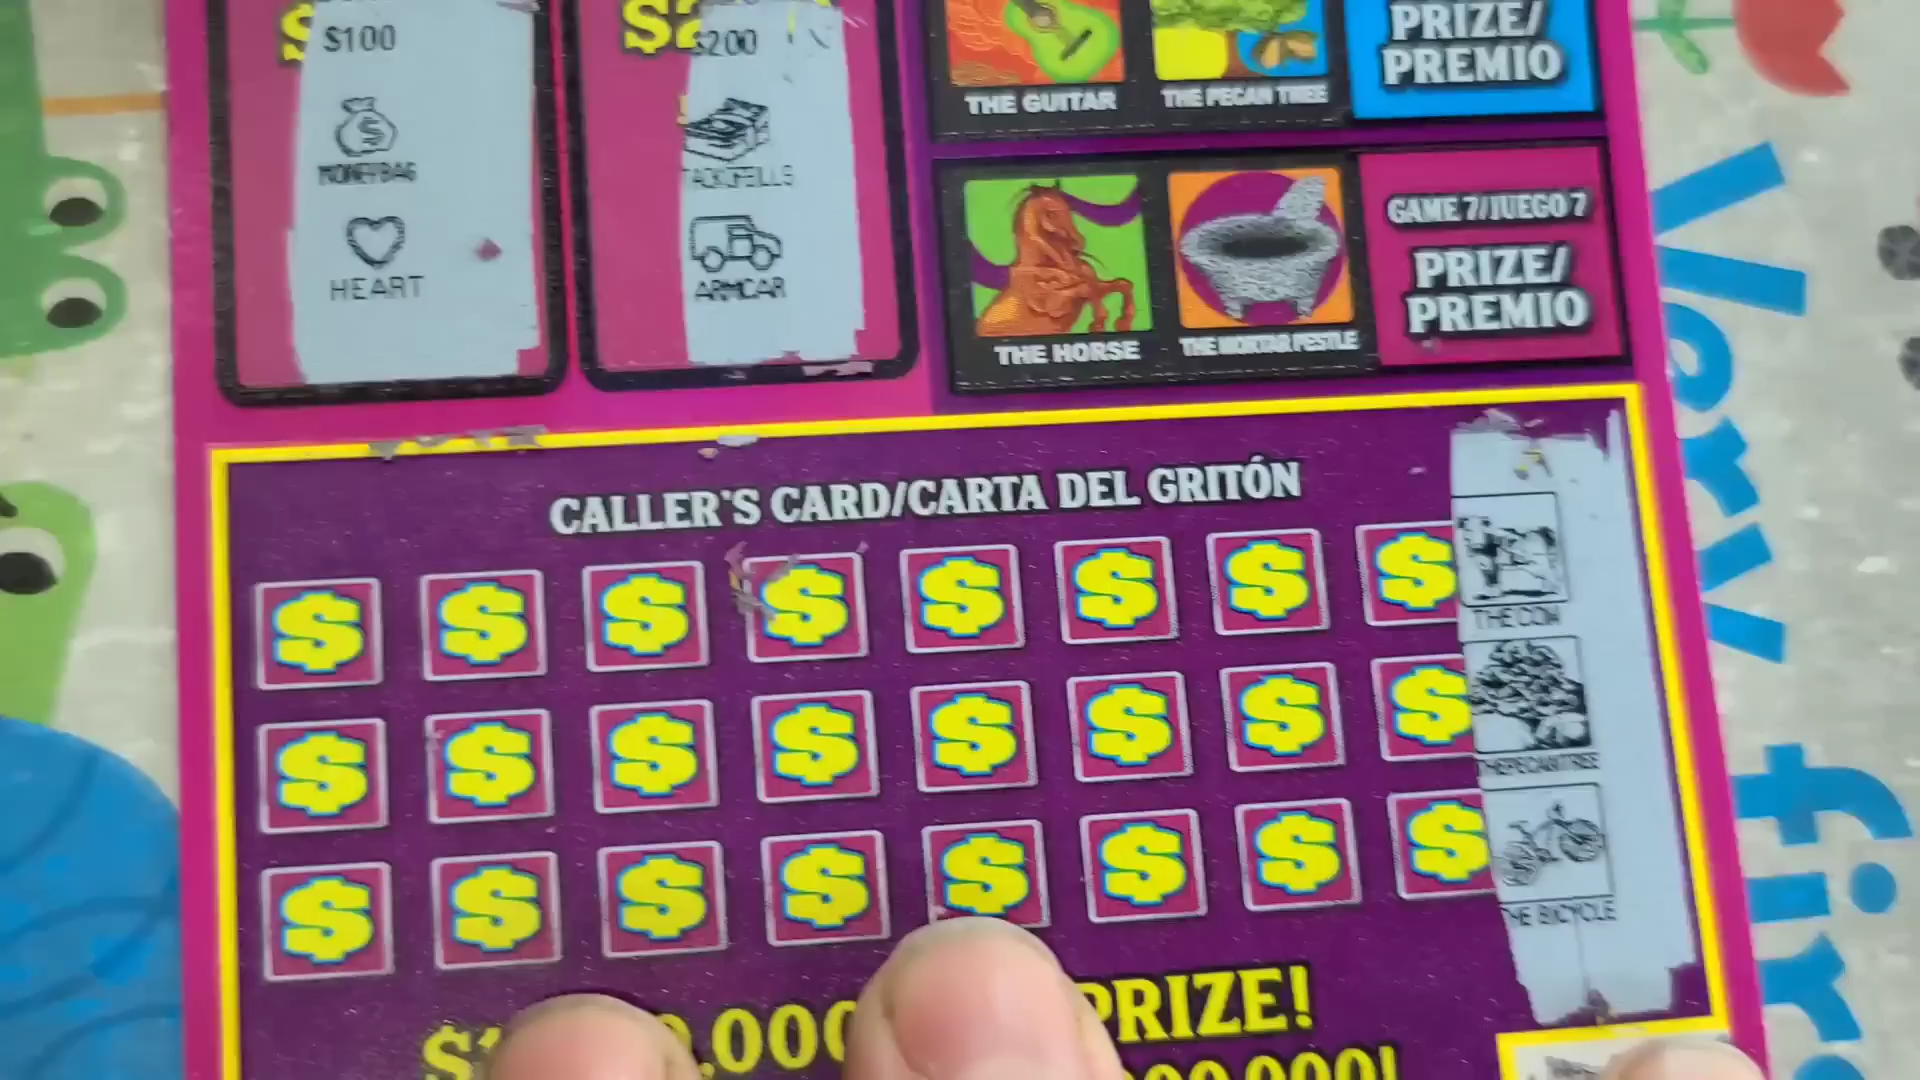 $100
MONEYBAG
HEART
$200
ARMCAR
THE GUITAR
THE PECAN TREE
PRIZE/
PREMIO
THE HORSE
THE MORTAR PESTLE
GAME 7/JUEGO 7
PRIZE/
PREMIO
CALLER'S CARD/CARTA DEL GRITÓN
THE COW
THE PECAN TREE
THE BICYCLE
PRIZE!
Very